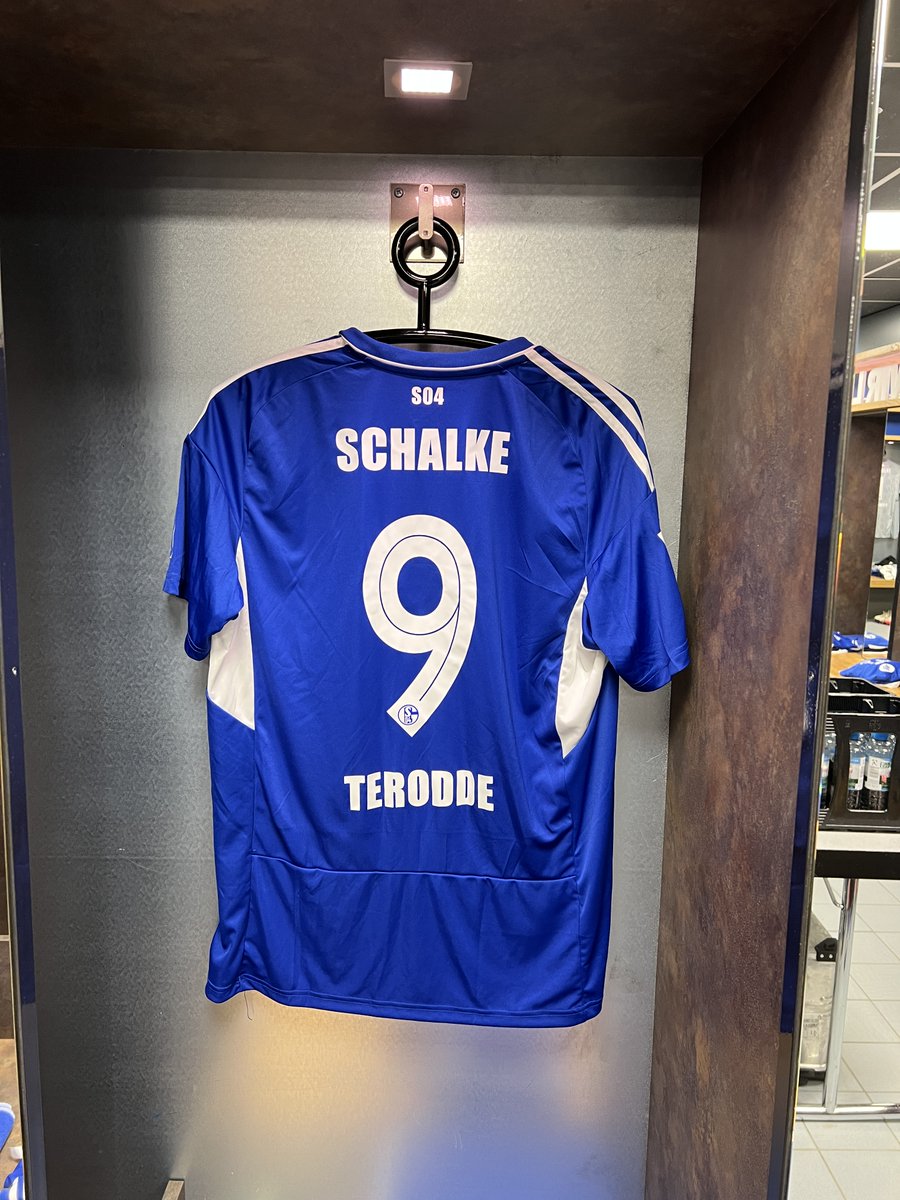 S04
SCHALKE
9
TERODDE